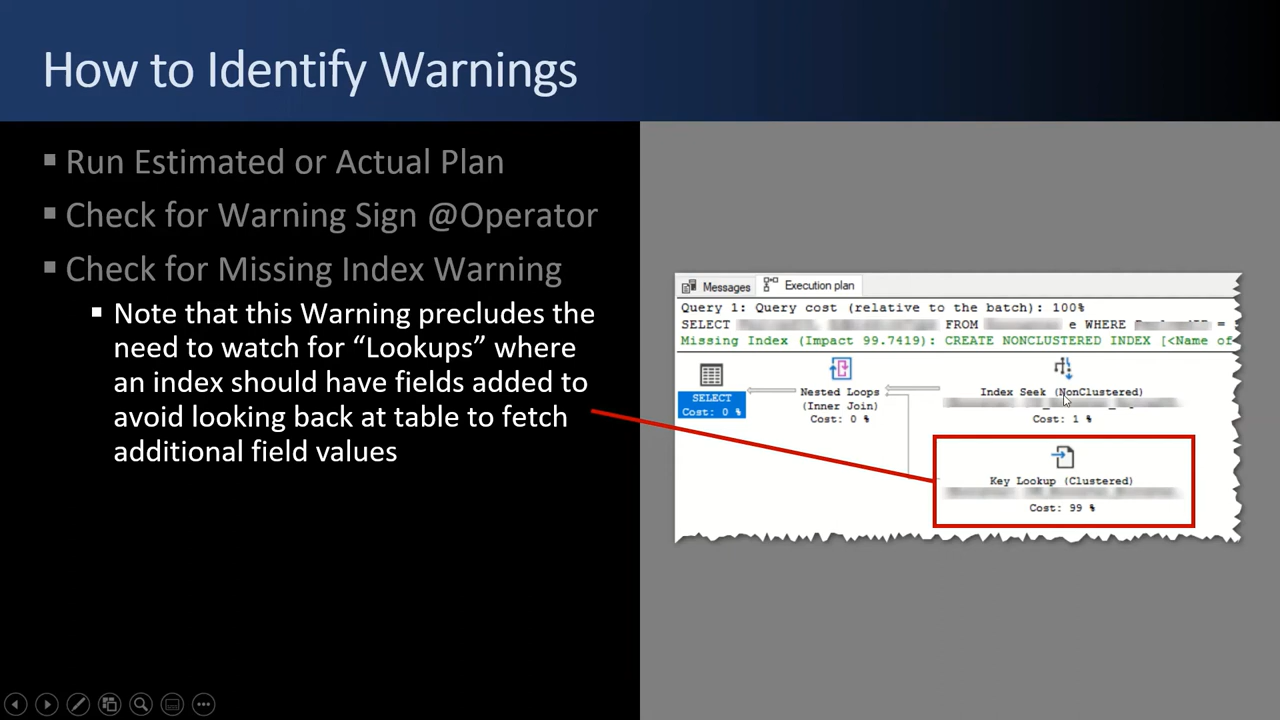 How to Identify Warnings
▪ Run Estimated or Actual Plan
▪ Check for Warning Sign @Operator
▪ Check for Missing Index Warning
▪ Note that this Warning precludes the
need to watch for “Lookups” where
an index should have fields added to
avoid looking back at table to fetch
additional field values
Messages Execution plan
Query 1: Query cost (relative to the batch): 100%
SELECT FROM e WHERE =
Missing Index (Impact 99.7419): CREATE NONCLUSTERED INDEX [<Name of
SELECT
Cost: 0 %
Nested Loops
(Inner Join)
Cost: 0 %
Index Seek (NonClustered)
Cost: 1 %
Key Lookup (Clustered)
Cost: 99 %